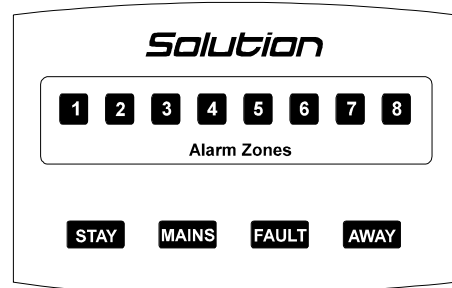 Solution
1 2 3 4 5 6 7 8
Alarm Zones
STAY MAINS FAULT AWAY